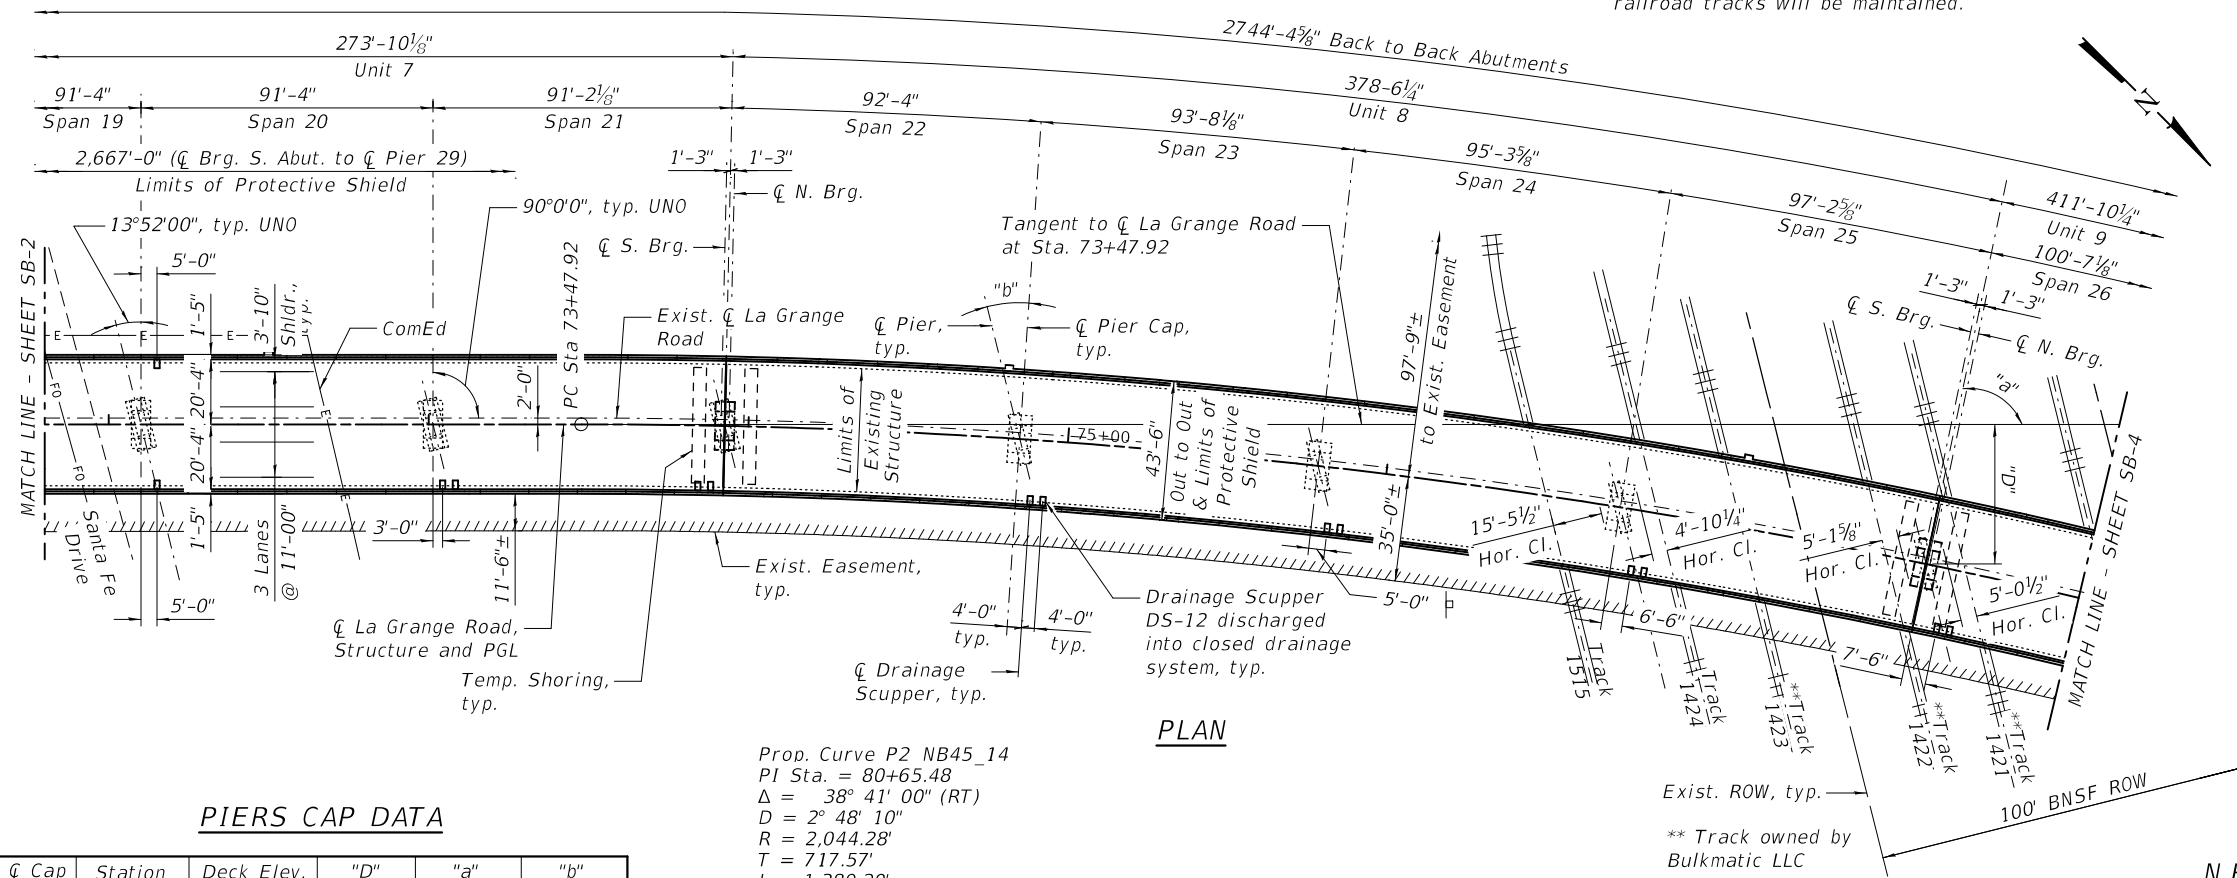 railroad tracks will be maintained.
2744'-4⅝" Back to Back Abutments
273'-10⅛"
Unit 7
378-6¼"
Unit 8
411'-10¼"
Unit 9
91'-4"
Span 19
91'-4"
Span 20
91'-2⅛"
Span 21
92'-4"
Span 22
93'-8⅛"
Span 23
95'-3⅝"
Span 24
97'-2⅝"
Span 25
100'-7⅛"
Span 26
N
2,667'-0" (℄ Brg. S. Abut. to ℄ Pier 29)
Limits of Protective Shield
1'-3"
1'-3"
℄ N. Brg.
℄ S. Brg.
13°52'00", typ. UNO
90°0'0", typ. UNO
Tangent to ℄ La Grange Road
at Sta. 73+47.92
1'-3"
1'-3"
℄ S. Brg.
℄ N. Brg.
"a"
MATCH LINE - SHEET SB-2
5'-0"
1'-5"
3'-10"
Shldr.,
typ.
ComEd
PC Sta 73+47.92
Exist. ℄ La Grange
Road
"b"
℄ Pier,
typ.
℄ Pier Cap,
typ.
97'-9"±
to Exist. Easement
E
E
E
E
E
FO
FO
20'-4"
20'-4"
1'-5"
2'-0"
Limits of
Existing
Structure
75+00
43'-6"
Out to Out
& Limits of
Protective
Shield
"D"
MATCH LINE - SHEET SB-4
Santa Fe
Drive
5'-0"
3 Lanes
@ 11'-00"
3'-0"
11'-6"±
Exist. Easement,
typ.
35'-0"±
15'-5½"
Hor. Cl.
4'-10¼"
Hor. Cl.
5'-1⅝"
Hor. Cl.
5'-0½"
Hor. Cl.
℄ La Grange Road,
Structure and PGL
Temp. Shoring,
typ.
4'-0"
typ.
4'-0"
typ.
℄ Drainage
Scupper, typ.
Drainage Scupper
DS-12 discharged
into closed drainage
system, typ.
5'-0"
6'-6"
7'-6"
Track
1515
Track
1424
**Track
1423
**Track
1422
**Track
1421
PLAN
Prop. Curve P2 NB45_14
PI Sta. = 80+65.48
Δ = 38° 41' 00" (RT)
D = 2° 48' 10"
R = 2,044.28'
T = 717.57'
Exist. ROW, typ.
100' BNSF ROW
** Track owned by
Bulkmatic LLC
PIERS CAP DATA
℄ Cap
Station
Deck Elev.
"D"
"a"
"b"